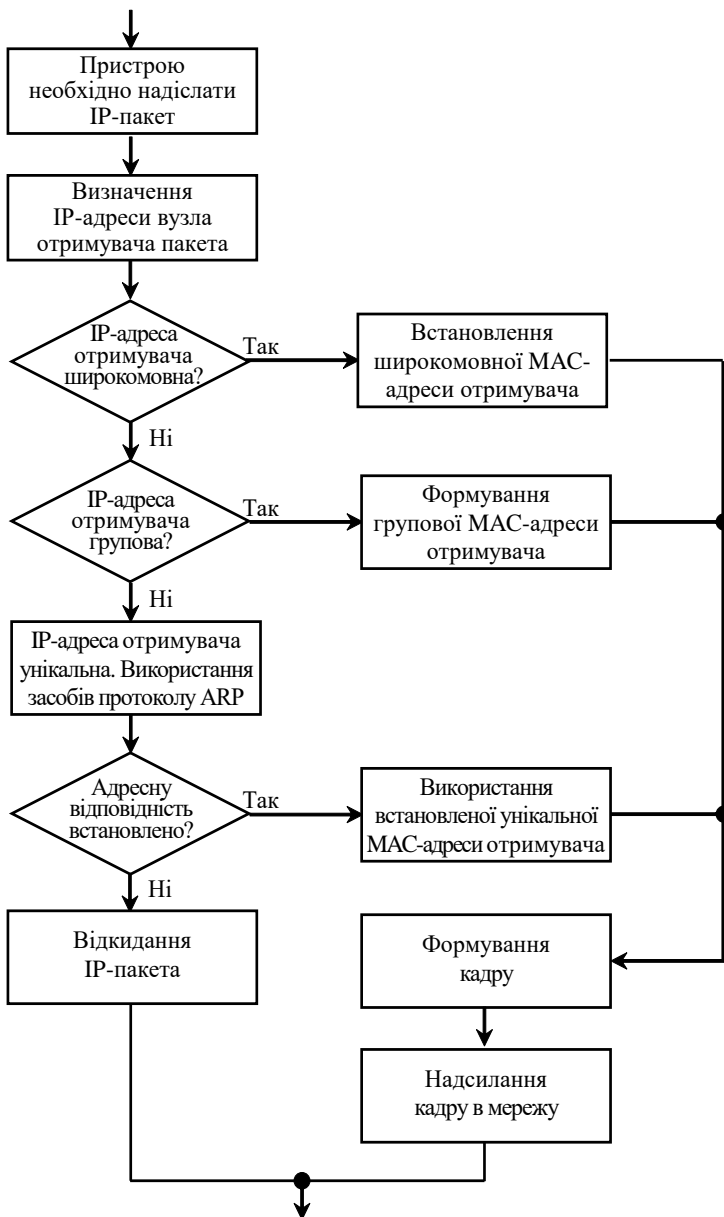 Пристрою
необхідно надіслати
IP-пакет
Визначення
IP-адреси вузла
отримувача пакета
IP-адреса
отримувача
широкомовна?
Так
Встановлення
широкомовної MAC-
адреси отримувача
Ні
IP-адреса
отримувача
групова?
Так
Формування
групової MAC-адреси
отримувача
Ні
IP-адреса отримувача
унікальна. Використання
засобів протоколу ARP
Адресну
відповідність
встановлено?
Так
Використання
встановленої унікальної
MAC-адреси отримувача
Ні
Відкидання
IP-пакета
Формування
кадру
Надсилання
кадру в мережу